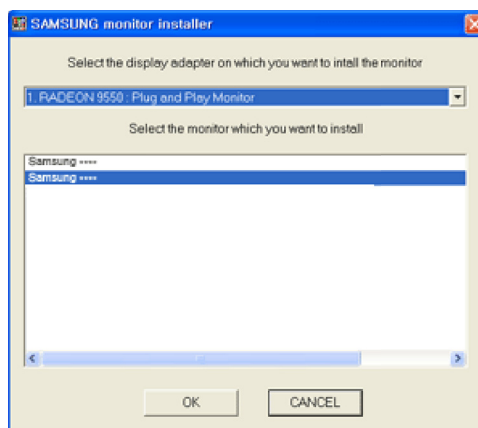 SAMSUNG monitor installer
Select the display adapter on which you want to intall the monitor
1. RADEON 9550 : Plug and Play Monitor
Select the monitor which you want to install
Samsung ----
Samsung ----
OK
CANCEL